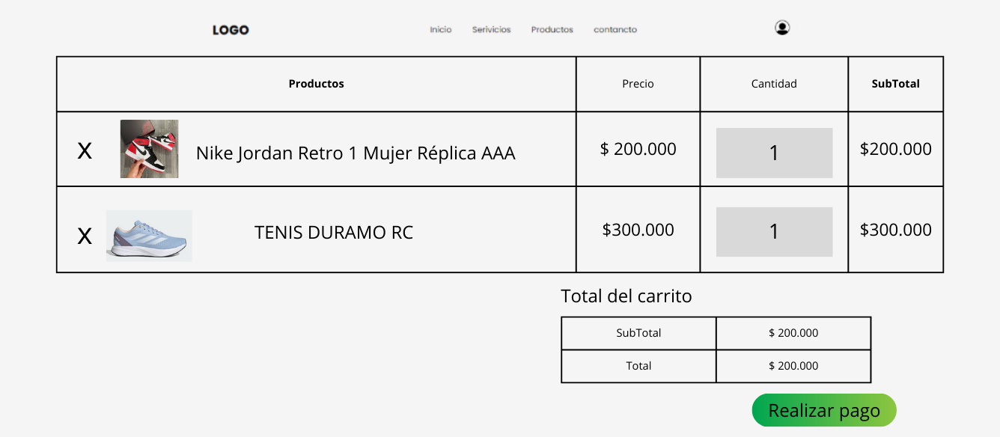 LOGO Inicio Serivicios Productos contancto
Productos Precio Cantidad SubTotal
X Nike Jordan Retro 1 Mujer Réplica AAA $ 200.000 1 $200.000
X TENIS DURAMO RC $300.000 1 $300.000
Total del carrito
SubTotal $ 200.000
Total $ 200.000
Realizar pago